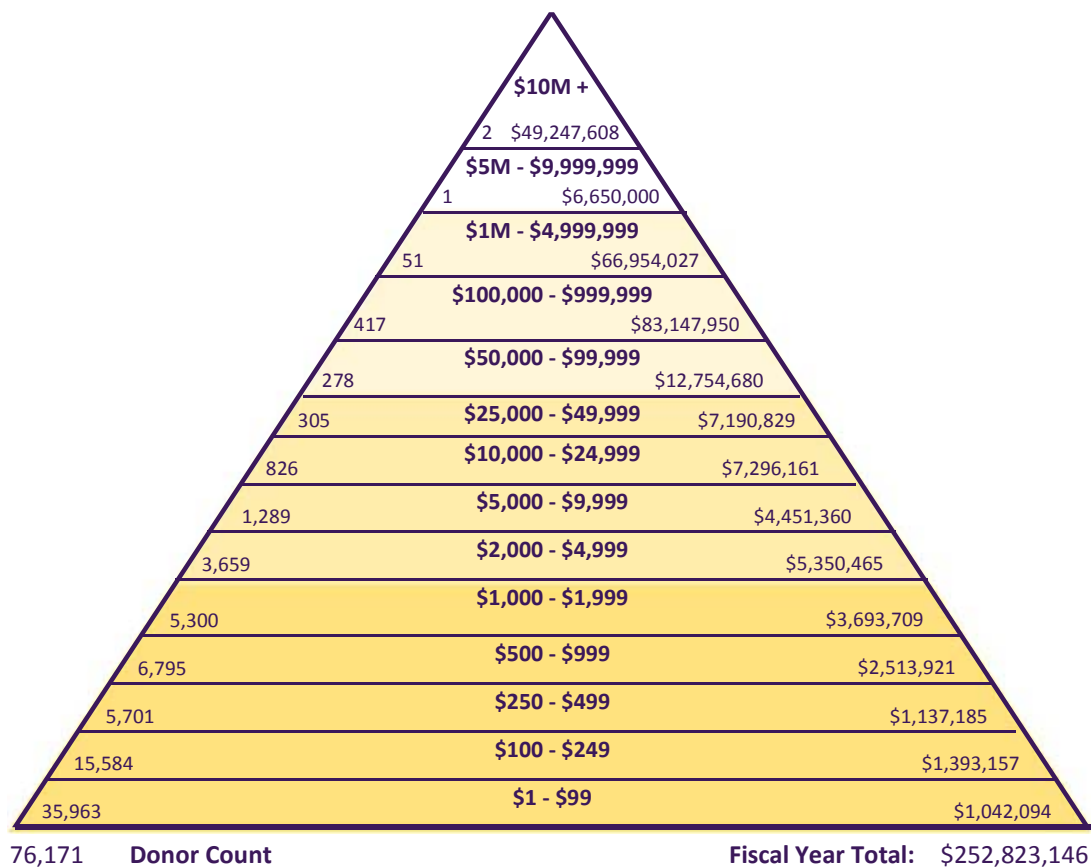 $10M +
2 $49,247,608
$5M - $9,999,999
1 $6,650,000
$1M - $4,999,999
51 $66,954,027
$100,000 - $999,999
417 $83,147,950
$50,000 - $99,999
278 $12,754,680
$25,000 - $49,999
305 $7,190,829
$10,000 - $24,999
826 $7,296,161
$5,000 - $9,999
1,289 $4,451,360
$2,000 - $4,999
3,659 $5,350,465
$1,000 - $1,999
5,300 $3,693,709
$500 - $999
6,795 $2,513,921
$250 - $499
5,701 $1,137,185
$100 - $249
15,584 $1,393,157
$1 - $99
35,963 $1,042,094
76,171 Donor Count Fiscal Year Total: $252,823,146